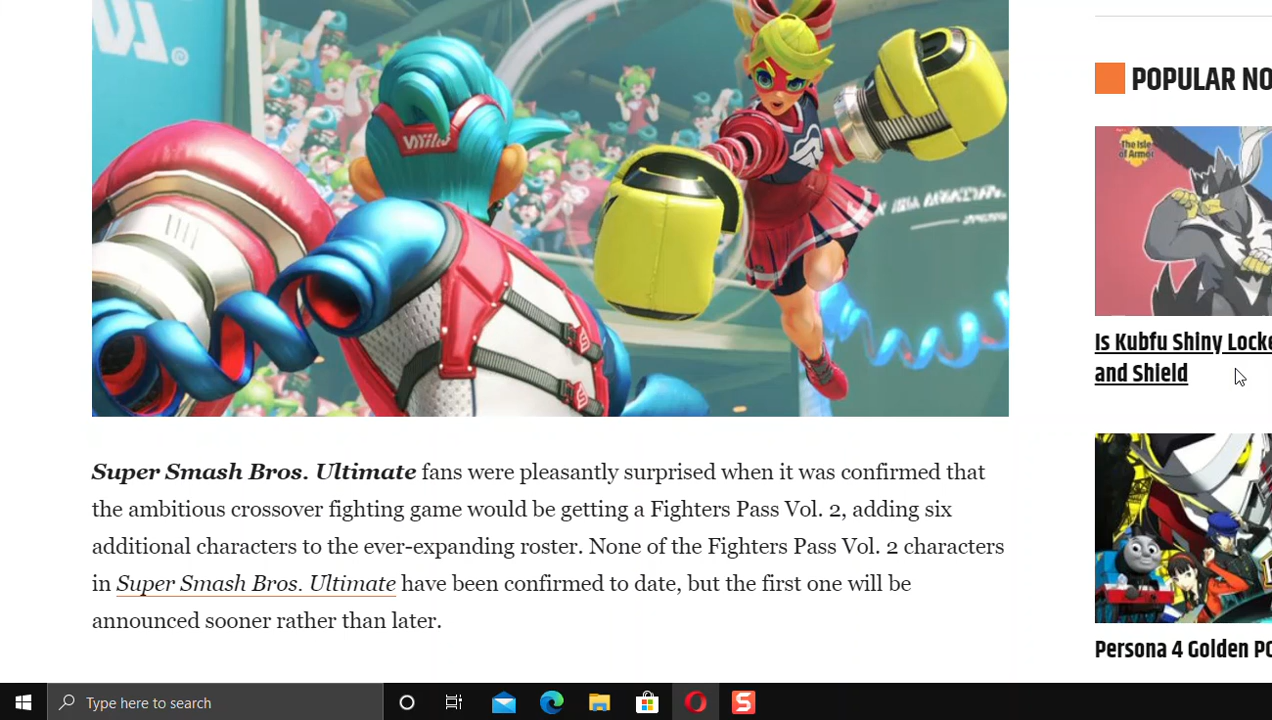 POPULAR NO
The Isle
of Armor
Is Kubfu Shiny Locke
and Shield
Super Smash Bros. Ultimate fans were pleasantly surprised when it was confirmed that
the ambitious crossover fighting game would be getting a Fighters Pass Vol. 2, adding six
additional characters to the ever-expanding roster. None of the Fighters Pass Vol. 2 characters
in Super Smash Bros. Ultimate have been confirmed to date, but the first one will be
announced sooner rather than later.
Persona 4 Golden PC
Type here to search